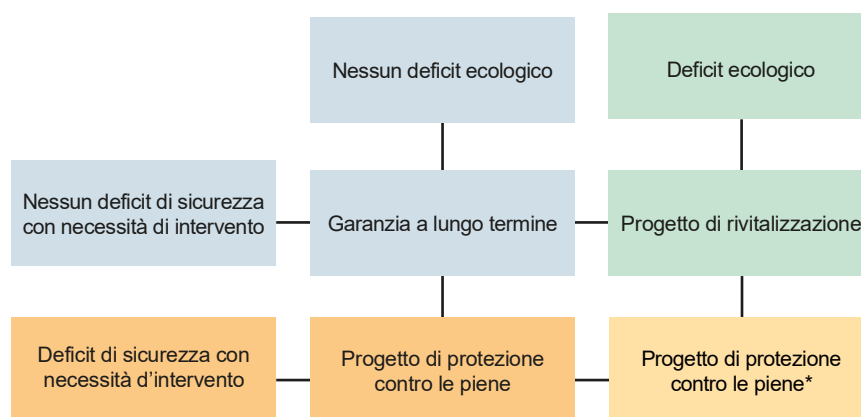 Nessun deficit ecologico
Deficit ecologico
Nessun deficit di sicurezza
con necessità di intervento
Garanzia a lungo termine
Progetto di rivitalizzazione
Deficit di sicurezza con
necessità d’intervento
Progetto di protezione
contro le piene
Progetto di protezione
contro le piene*